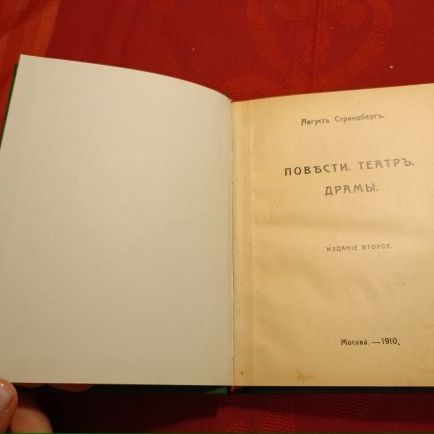 Августъ Стриндбергъ.
ПОВѢСТИ. ТЕАТРЪ.
ДРАМЫ.
ИЗДАНІЕ ВТОРОЕ.
Москва. — 1910.